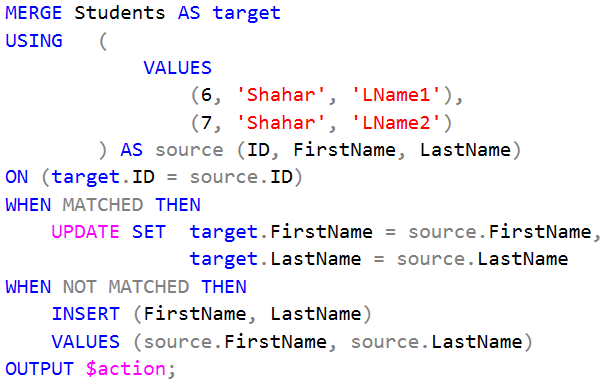 MERGE Students AS target
USING   (
            VALUES
                (6, 'Shahar', 'LName1'),
                (7, 'Shahar', 'LName2')
        ) AS source (ID, FirstName, LastName)
ON (target.ID = source.ID)
WHEN MATCHED THEN
    UPDATE SET  target.FirstName = source.FirstName,
                target.LastName = source.LastName
WHEN NOT MATCHED THEN
    INSERT (FirstName, LastName)
    VALUES (source.FirstName, source.LastName)
OUTPUT $action;